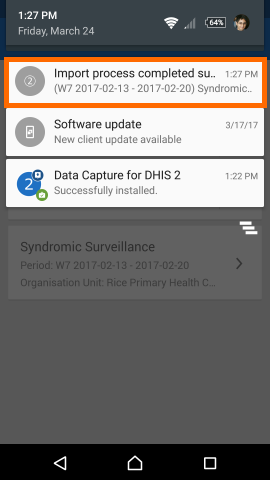 1:27 PM
64%
Friday, March 24
2 Import process completed su.. 1:27 PM
(W7 2017-02-13 - 2017-02-20) Syndromic..
Software update 3/17/17
New client update available
2 Data Capture for DHIS 2 1:22 PM
Successfully installed.
Syndromic Surveillance
Period: W7 2017-02-13 - 2017-02-20
Organisation Unit: Rice Primary Health C...